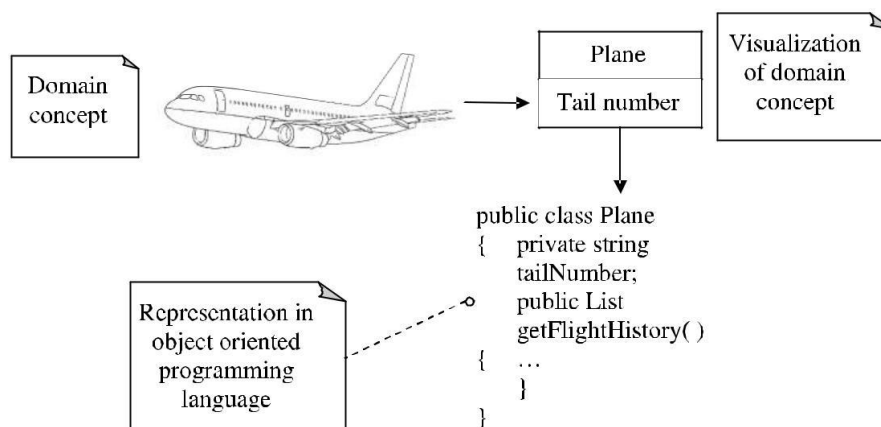 Domain
concept
Plane
Tail number
Visualization
of domain
concept
public class Plane
{ private string
tailNumber;
public List
getFlightHistory( )
{ …
}
}
Representation in
object oriented
programming
language